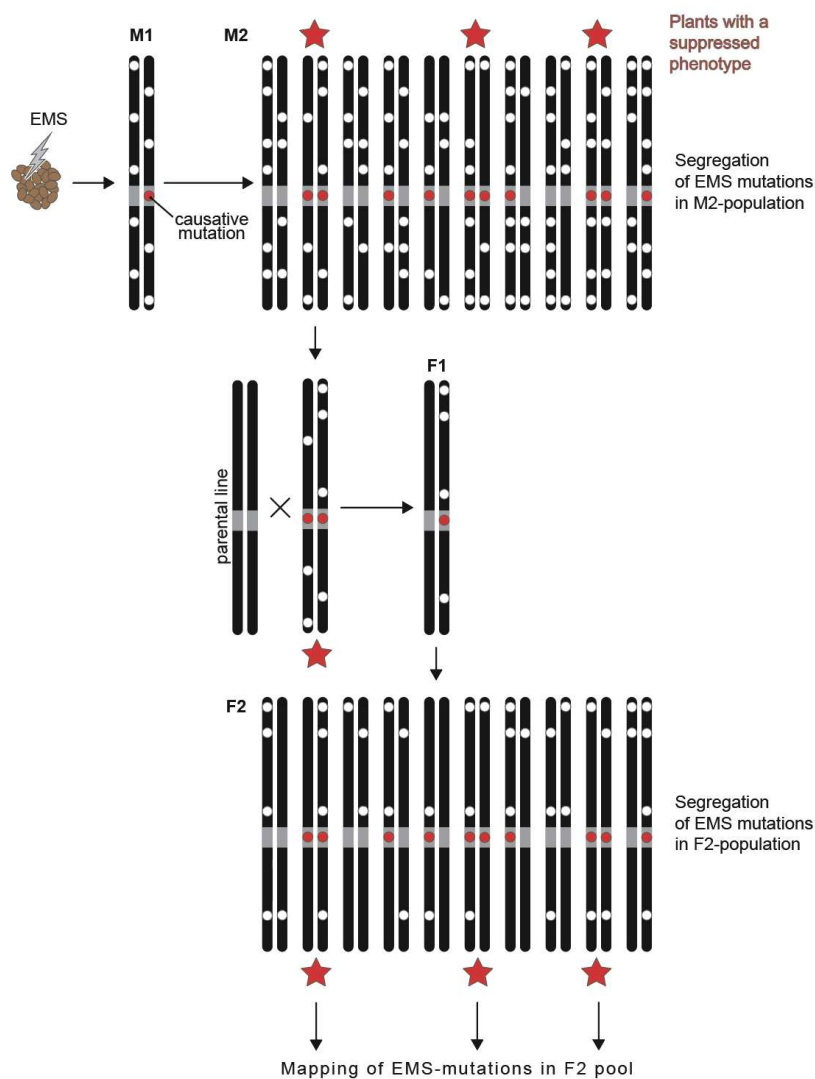 M1
M2
Plants with a
suppressed
phenotype
EMS
Segregation
of EMS mutations
in M2-population
causative
mutation
F1
parental line
F2
Segregation
of EMS mutations
in F2-population
Mapping of EMS-mutations in F2 pool